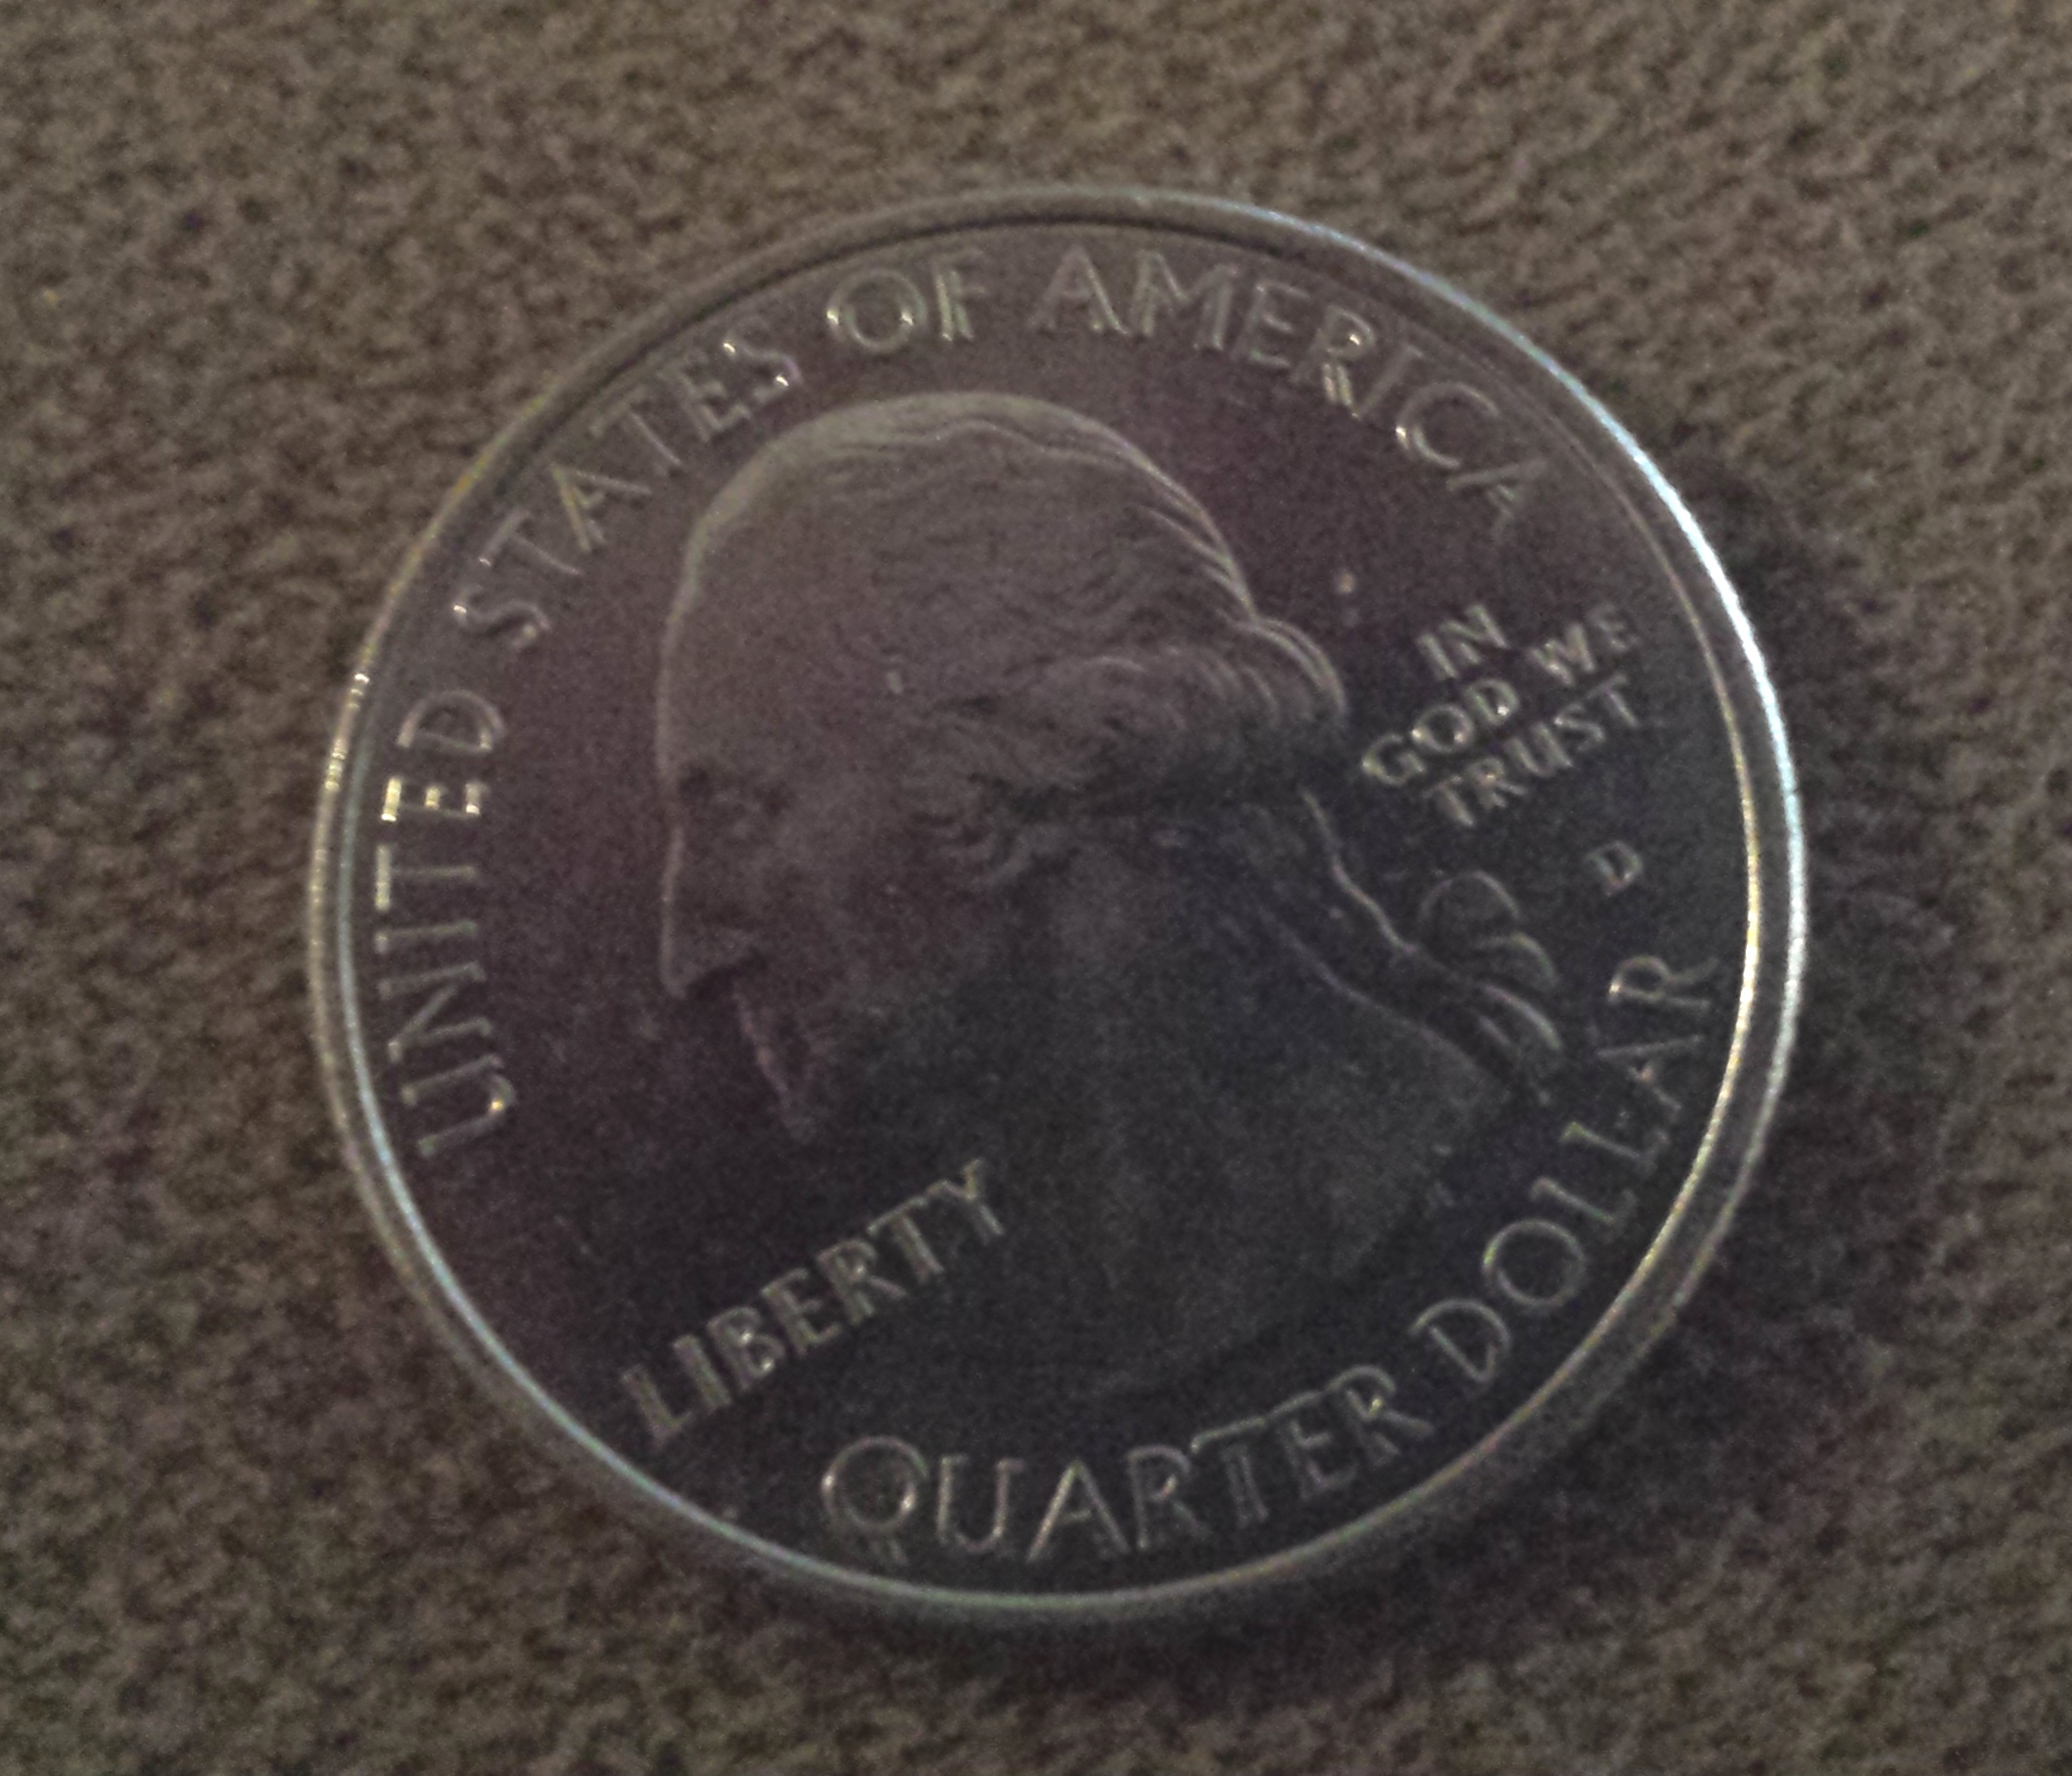 UNITED STATES OF AMERICA
IN
GOD WE
TRUST
D
LIBERTY
QUARTER DOLLAR